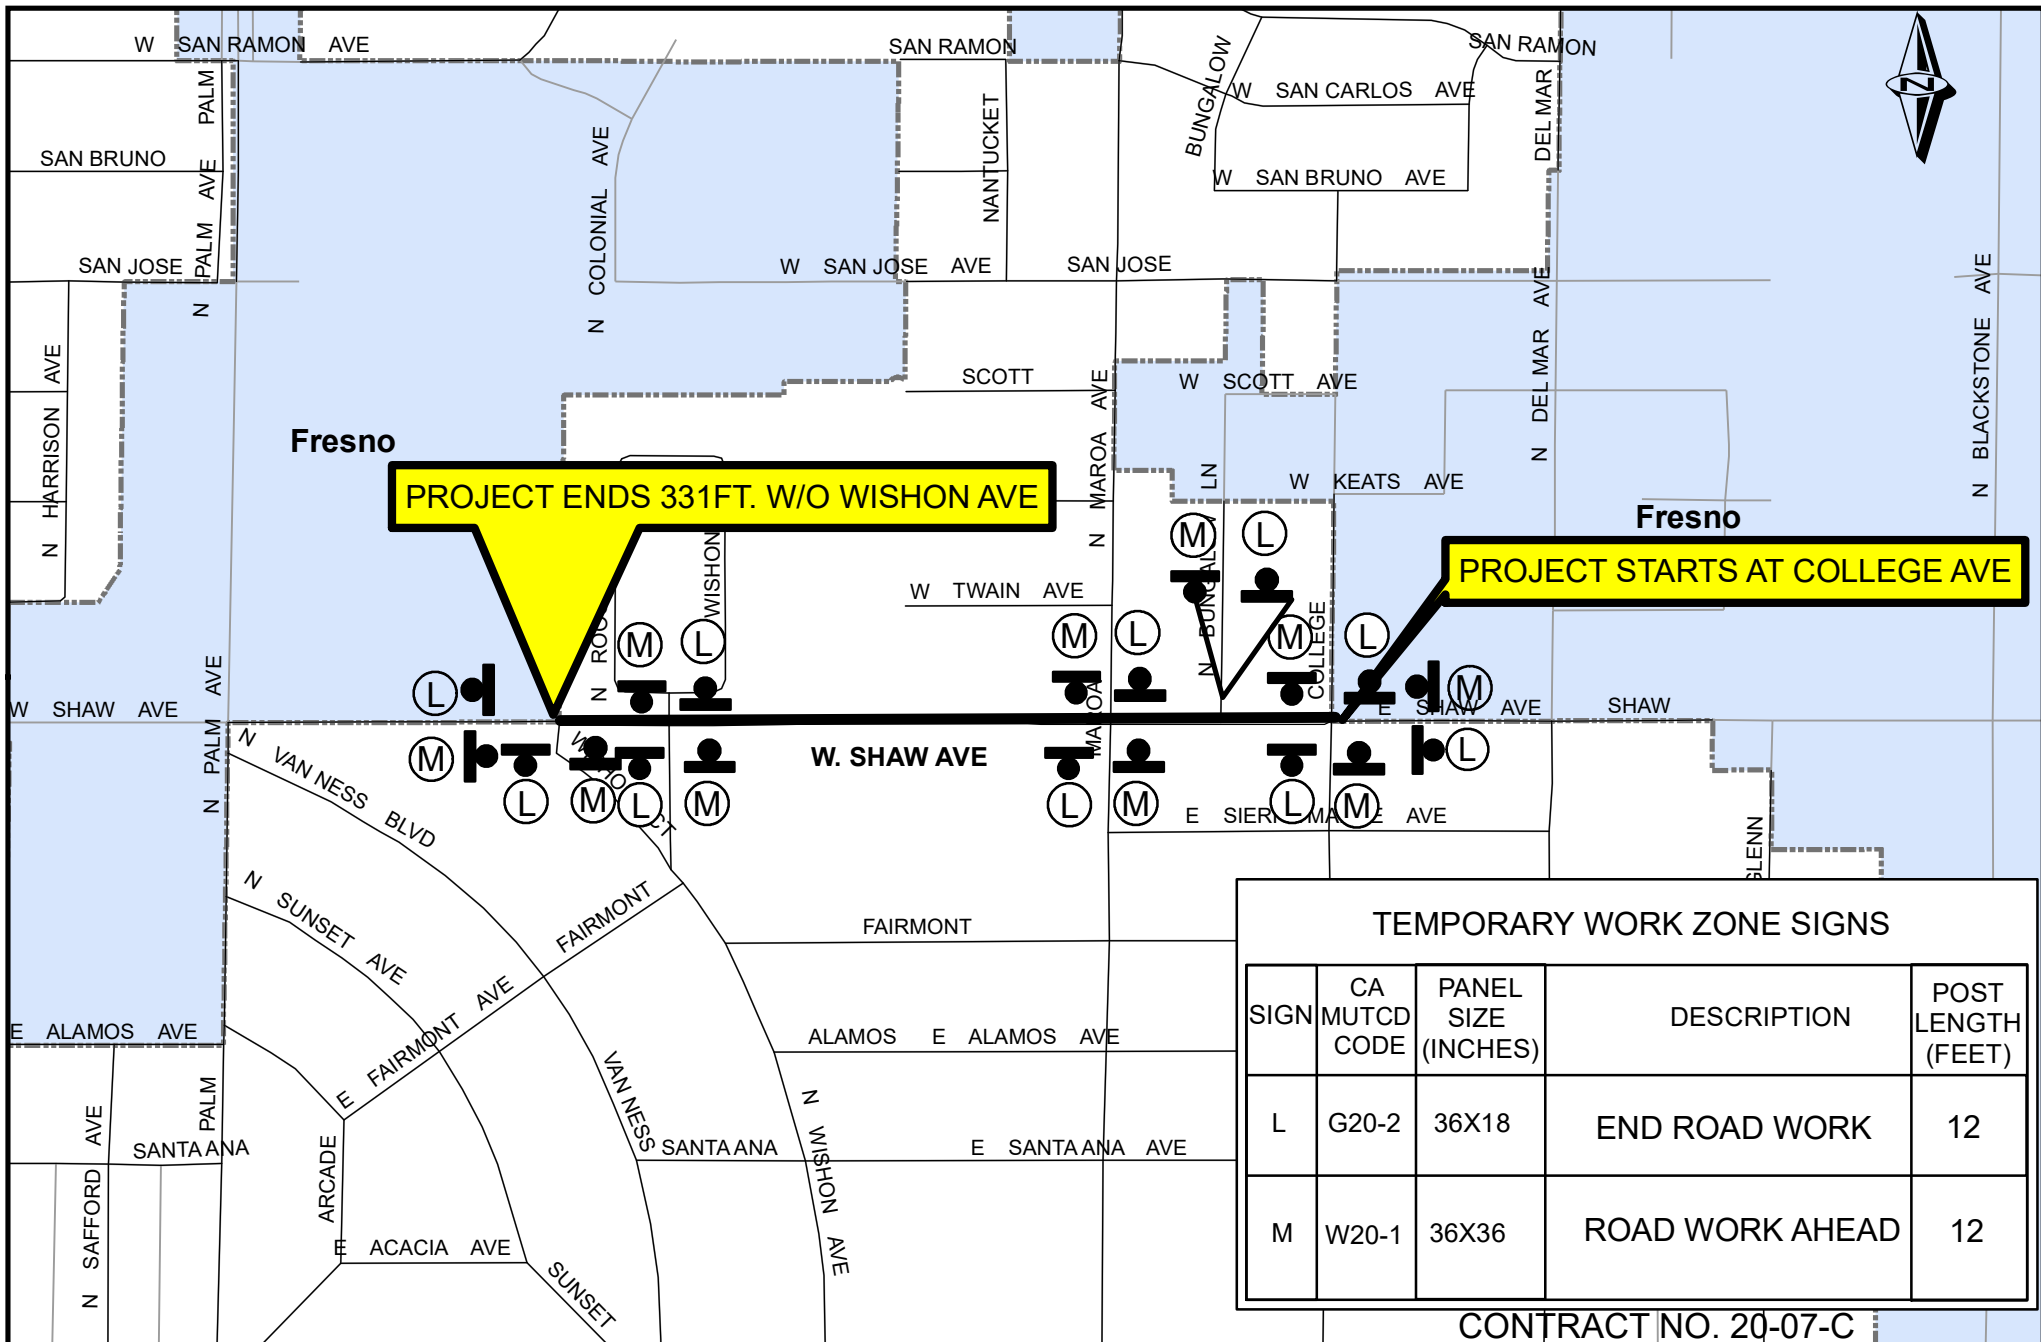 W SAN RAMON AVE
SAN RAMON
SAN RAMON
BUNGALOW
W SAN CARLOS AVE
DEL MAR
PALM
N PALM AVE
SAN BRUNO
N COLONIAL AVE
NANTUCKET
W SAN BRUNO AVE
N
SAN JOSE
W SAN JOSE AVE
SAN JOSE
N HARRISON AVE
SCOTT
W SCOTT AVE
N MAROA AVE
N DEL MAR AVE
N BLACKSTONE AVE
Fresno
PROJECT ENDS 331FT. W/O WISHON AVE
W KEATS AVE
Fresno
PROJECT STARTS AT COLLEGE AVE
WISHON
W TWAIN AVE
N BUNGALOW LN
COLLEGE
M
L
M
L
M
L
M
L
L
M
N PALM AVE
W SHAW AVE
MAROA
E SHAW AVE
SHAW
W. SHAW AVE
M
L
L
M
L
M
L
M
L
M
N VAN NESS BLVD
CT
AVE
GLENN
N SUNSET AVE
E FAIRMONT AVE
FAIRMONT
FAIRMONT
E ALAMOS AVE
ALAMOS
E ALAMOS AVE
N SAFFORD AVE
PALM
SANTA ANA
ARCADE
VAN NESS
SANTA ANA
E SANTA ANA AVE
N WISHON AVE
E ACACIA AVE
SUNSET
TEMPORARY WORK ZONE SIGNS
SIGN
CA
MUTCD
CODE
PANEL
SIZE
(INCHES)
DESCRIPTION
POST
LENGTH
(FEET)
L G20-2 36X18 END ROAD WORK 12
M W20-1 36X36 ROAD WORK AHEAD 12
CONTRACT NO. 20-07-C